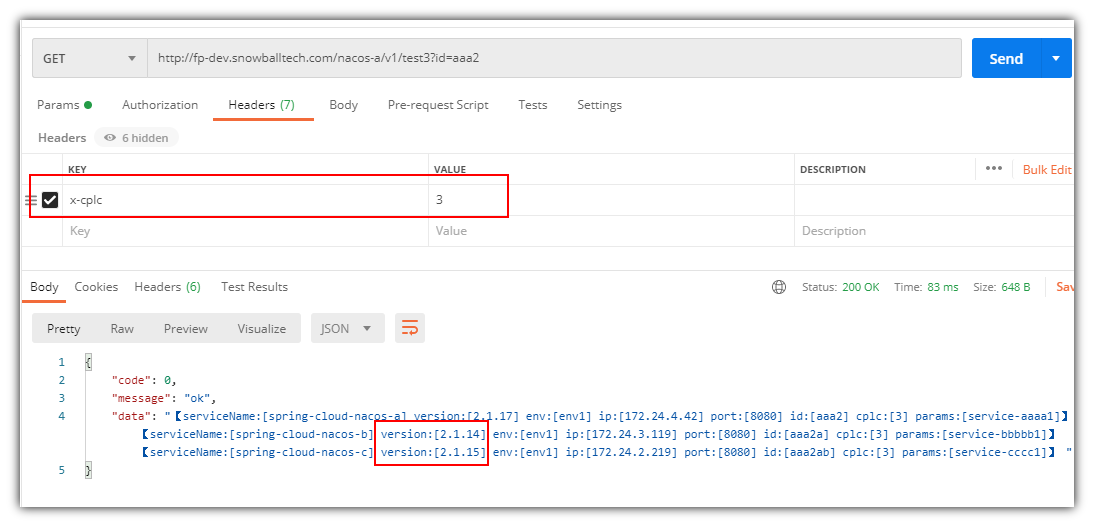 GET http://fp-dev.snowballtech.com/nacos-a/v1/test3?id=aaa2 Send
Params Authorization Headers (7) Body Pre-request Script Tests Settings
Headers 6 hidden
KEY VALUE DESCRIPTION ••• Bulk Edit
x-cplc 3
Key Value Description
Body Cookies Headers (6) Test Results Status: 200 OK Time: 83 ms Size: 648 B Sav
Pretty Raw Preview Visualize JSON
1 {
2 "code": 0,
3 "message": "ok",
4 "data": "【serviceName:[spring-cloud-nacos-a] version:[2.1.17] env:[env1] ip:[172.24.4.42] port:[8080] id:[aaa2] cplc:[3] params:[service-aaaa1]】
【serviceName:[spring-cloud-nacos-b] version:[2.1.14] env:[env1] ip:[172.24.3.119] port:[8080] id:[aaa2a] cplc:[3] params:[service-bbbbb1]】
【serviceName:[spring-cloud-nacos-c] version:[2.1.15] env:[env1] ip:[172.24.2.219] port:[8080] id:[aaa2ab] cplc:[3] params:[service-cccc1]】 "
5 }